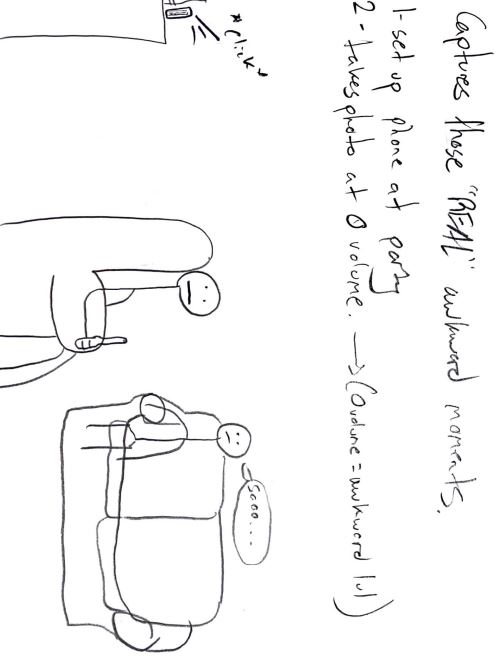 Captures those "REAL" awkward moments.
1- set up phone at party
2 - takes photo at 0 volume. → (0 volume = awkward lul)
*click*
Sooo...